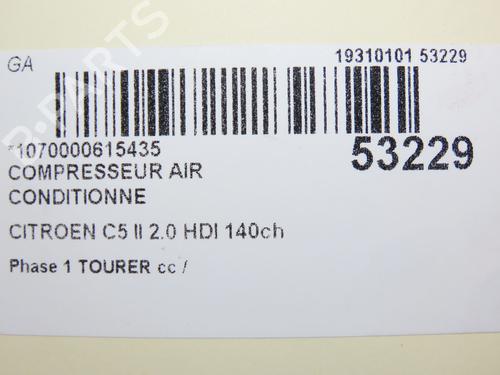 GA
19310101 53229
*1070000615435
53229
COMPRESSEUR AIR
CONDITIONNE
CITROEN C5 II 2.0 HDI 140ch
Phase 1 TOURER cc /
B-PARTS